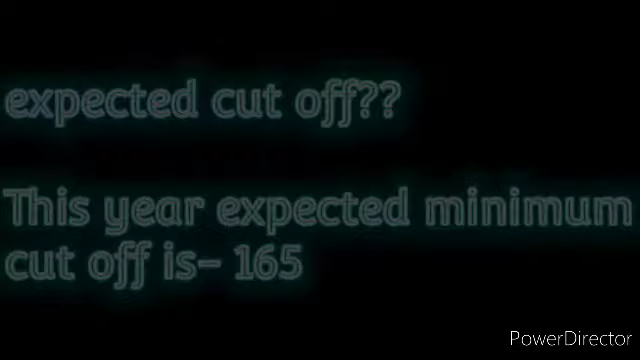 expected cut off??
This year expected minimum
cut off is- 165
PowerDirector